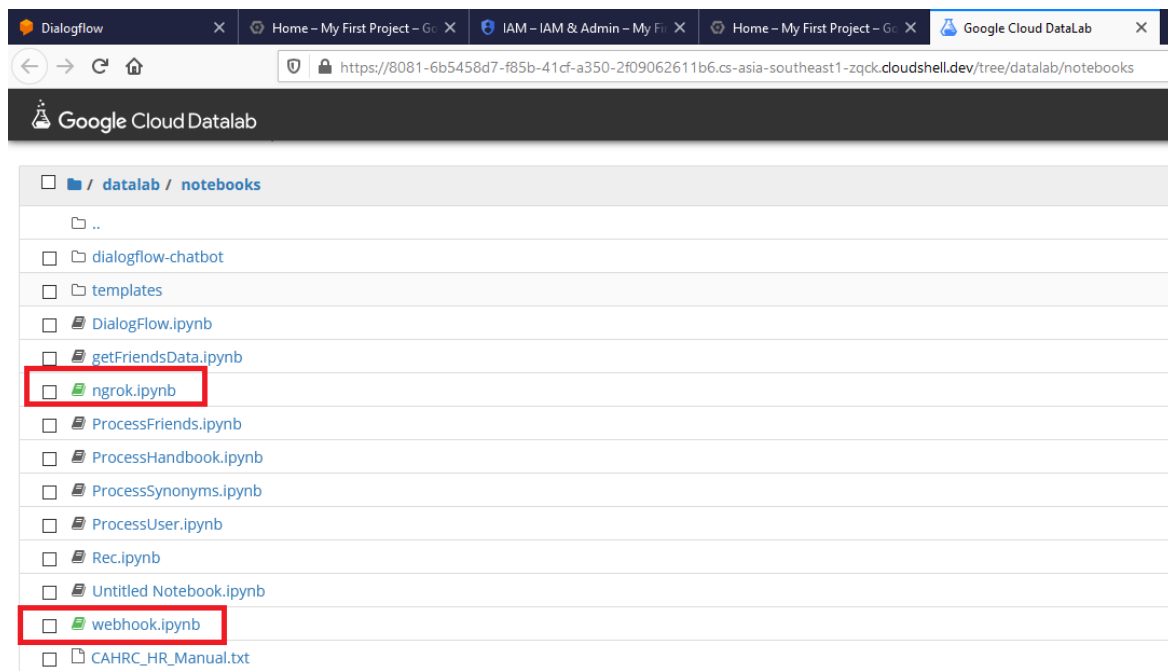 Dialogflow
Home – My First Project – Go
IAM – IAM & Admin – My Fir
Home – My First Project – Go
Google Cloud DataLab
https://8081-6b5458d7-f85b-41cf-a350-2f09062611b6.cs-asia-southeast1-zqck.cloudshell.dev/tree/datalab/notebooks
Google Cloud Datalab
/ datalab / notebooks
..
dialogflow-chatbot
templates
DialogFlow.ipynb
getFriendsData.ipynb
ngrok.ipynb
ProcessFriends.ipynb
ProcessHandbook.ipynb
ProcessSynonyms.ipynb
ProcessUser.ipynb
Rec.ipynb
Untitled Notebook.ipynb
webhook.ipynb
CAHRC_HR_Manual.txt